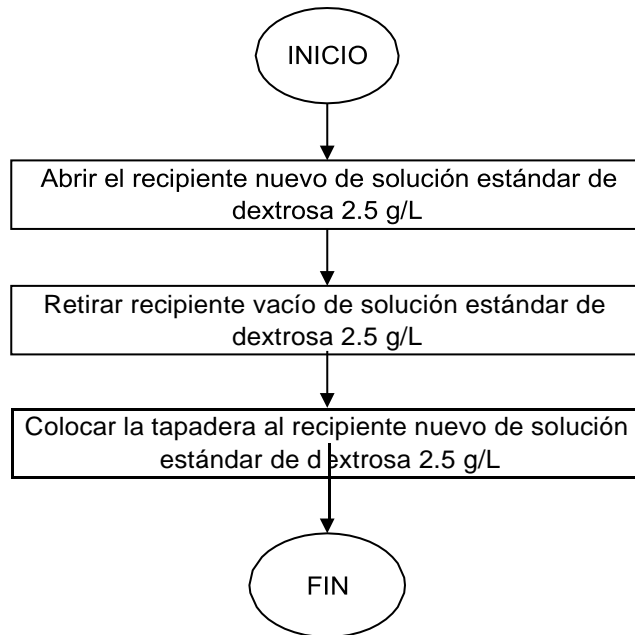 INICIO
Abrir el recipiente nuevo de solución estándar de
dextrosa 2.5 g/L
Retirar recipiente vacío de solución estándar de
dextrosa 2.5 g/L
Colocar la tapadera al recipiente nuevo de solución
estándar de dextrosa 2.5 g/L
FIN